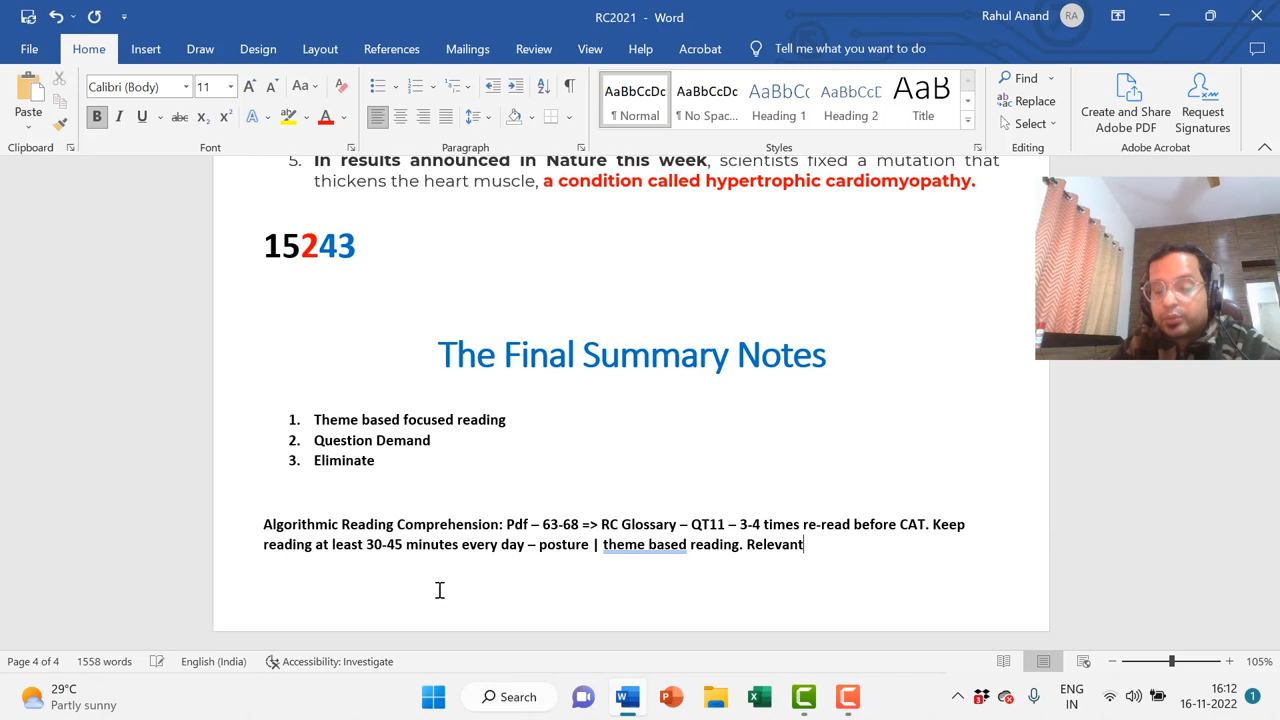 RC2021 - Word
Rahul Anand
RA
File
Home
Insert
Draw
Design
Layout
References
Mailings
Review
View
Help
Acrobat
Tell me what you want to do
Paste
Clipboard
Calibri (Body)
11
Font
Paragraph
AaBbCcDc
¶ Normal
AaBbCcDc
¶ No Spac...
AaBbCc
Heading 1
AaBbCcD
Heading 2
AaB
Title
Styles
Find
Replace
Select
Editing
Create and Share
Adobe PDF
Request
Signatures
Adobe Acrobat
5. In results announced in Nature this week, scientists fixed a mutation that
thickens the heart muscle, a condition called hypertrophic cardiomyopathy.
15243
The Final Summary Notes
1. Theme based focused reading
2. Question Demand
3. Eliminate
Algorithmic Reading Comprehension: Pdf – 63-68 => RC Glossary – QT11 – 3-4 times re-read before CAT. Keep
reading at least 30-45 minutes every day – posture | theme based reading. Relevant
Page 4 of 4
1558 words
English (India)
Accessibility: Investigate
105%
29°C
Partly sunny
Search
ENG
IN
16:12
16-11-2022
1